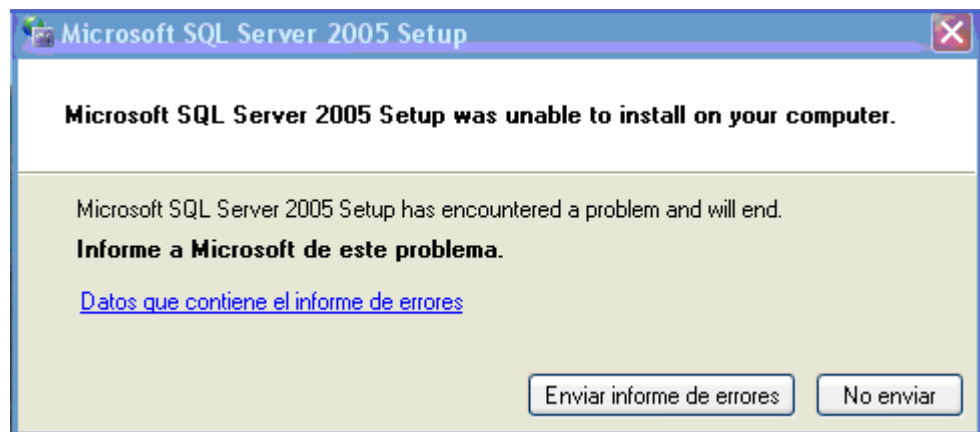 Microsoft SQL Server 2005 Setup
Microsoft SQL Server 2005 Setup was unable to install on your computer.
Microsoft SQL Server 2005 Setup has encountered a problem and will end.
Informe a Microsoft de este problema.
Datos que contiene el informe de errores
Enviar informe de errores No enviar